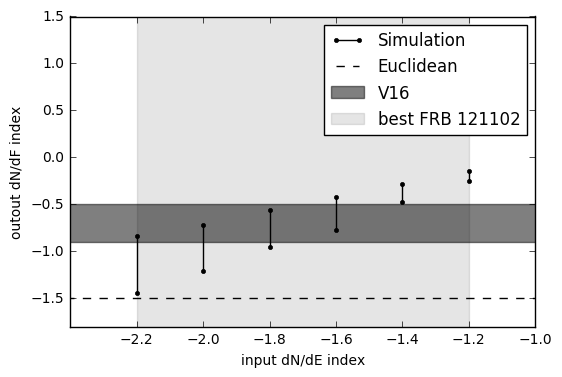 1.5
1.0
0.5
0.0
−0.5
−1.0
−1.5
outout dN/dF index
Simulation
Euclidean
V16
best FRB 121102
−2.2 −2.0 −1.8 −1.6 −1.4 −1.2 −1.0
input dN/dE index